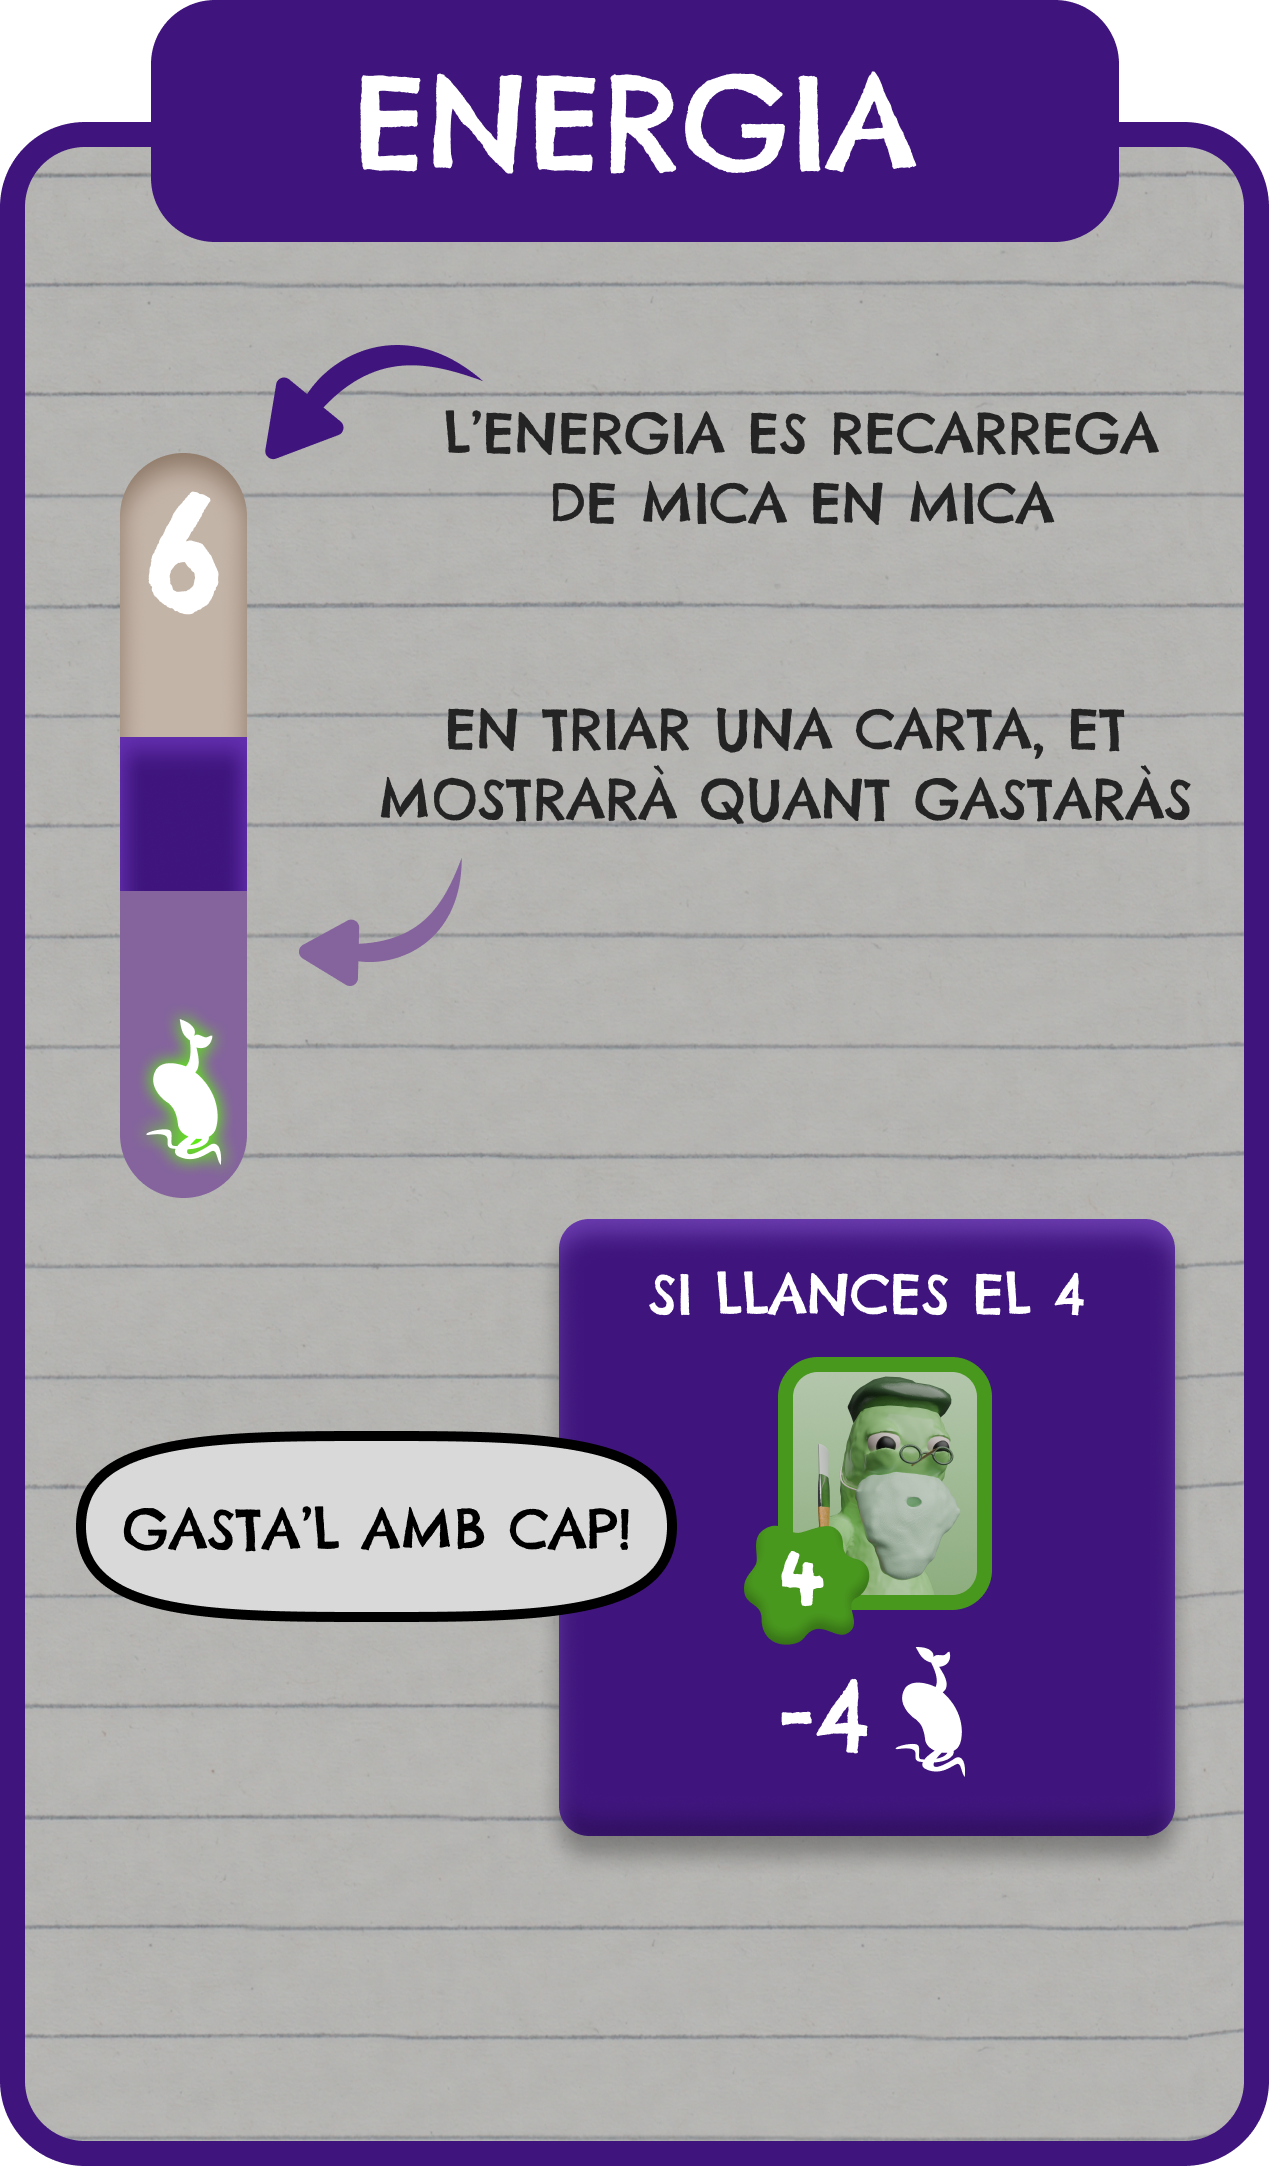 ENERGIA
L'ENERGIA ES RECARREGA
DE MICA EN MICA
6
EN TRIAR UNA CARTA, ET
MOSTRARÀ QUANT GASTARÀS
SI LLANCES EL 4
GASTA'L AMB CAP!
4
-4